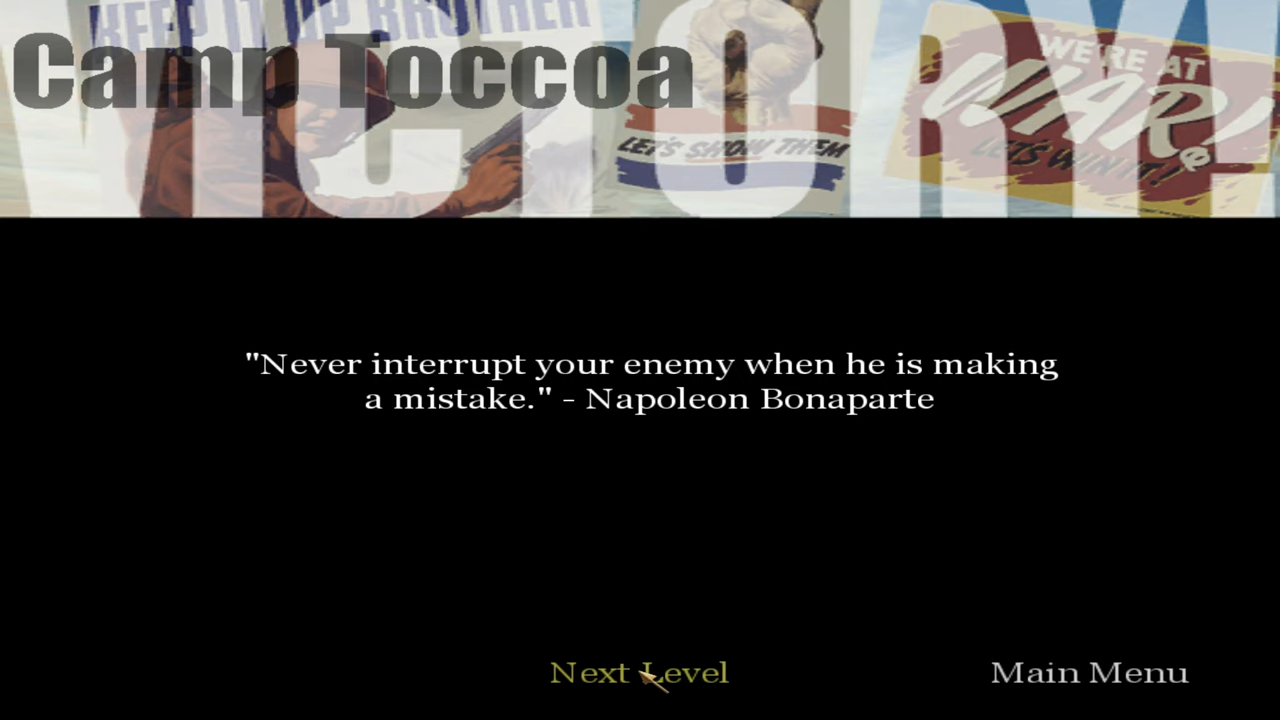 KEEP IT UP BROTHER
VICTORY
Camp Toccoa
WE'RE AT
WAR!
LET'S SHOW THEM
LET'S WIN IT!
"Never interrupt your enemy when he is making
a mistake." - Napoleon Bonaparte
Next Level
Main Menu